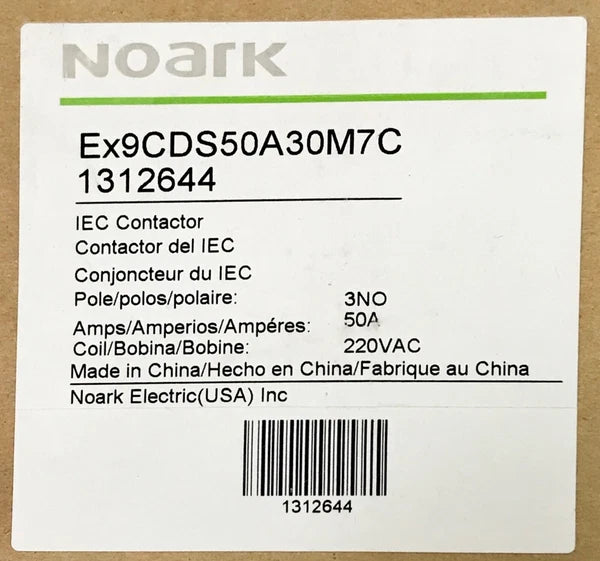 NOARK
Ex9CDS50A30M7C
1312644
IEC Contactor
Contactor del IEC
Conjoncteur du IEC
Pole/polos/polaire: 3NO
Amps/Amperios/Ampéres: 50A
Coil/Bobina/Bobine: 220VAC
Made in China/Hecho en China/Fabrique au China
Noark Electric(USA) Inc
1312644